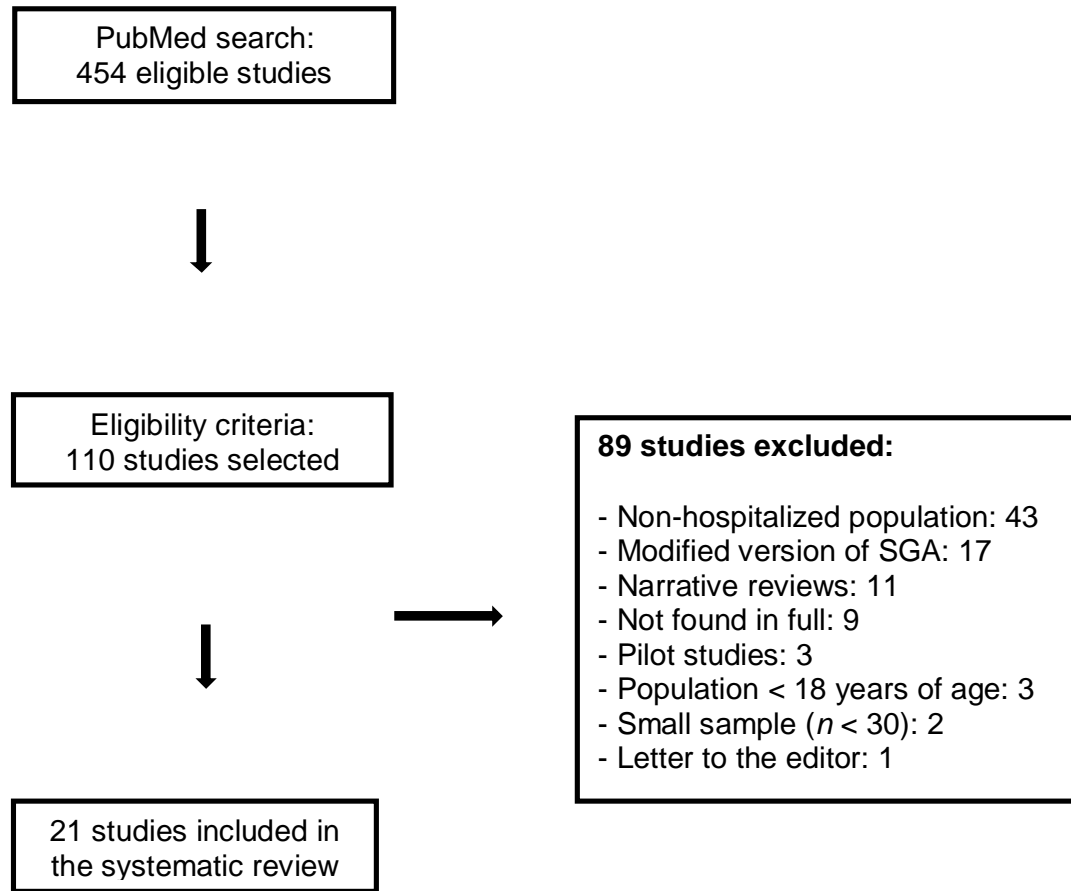 PubMed search:
454 eligible studies
Eligibility criteria:
110 studies selected
89 studies excluded:
- Non-hospitalized population: 43
- Modified version of SGA: 17
- Narrative reviews: 11
- Not found in full: 9
- Pilot studies: 3
- Population < 18 years of age: 3
- Small sample (n < 30): 2
- Letter to the editor: 1
21 studies included in
the systematic review